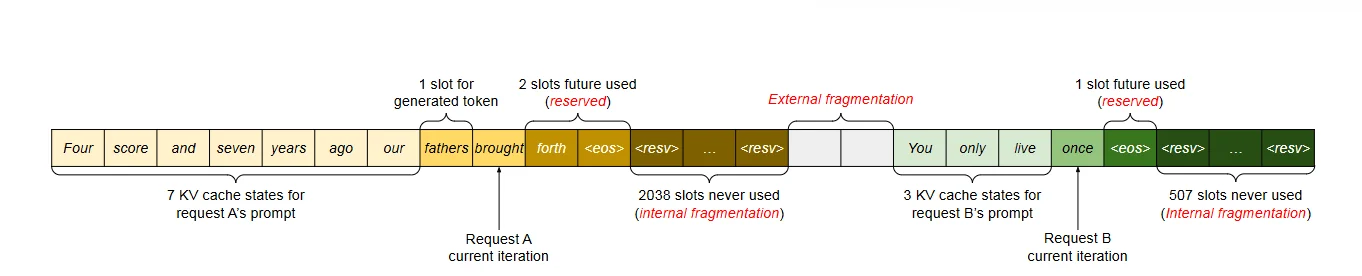 1 slot for
generated token
2 slots future used
(reserved)
External fragmentation
1 slot future used
(reserved)
Four score and seven years ago our fathers brought forth <eos> <resv> ... <resv> You only live once <eos> <resv> ... <resv>
7 KV cache states for
request A's prompt
2038 slots never used
(internal fragmentation)
3 KV cache states for
request B's prompt
507 slots never used
(Internal fragmentation)
Request A
current iteration
Request B
current iteration